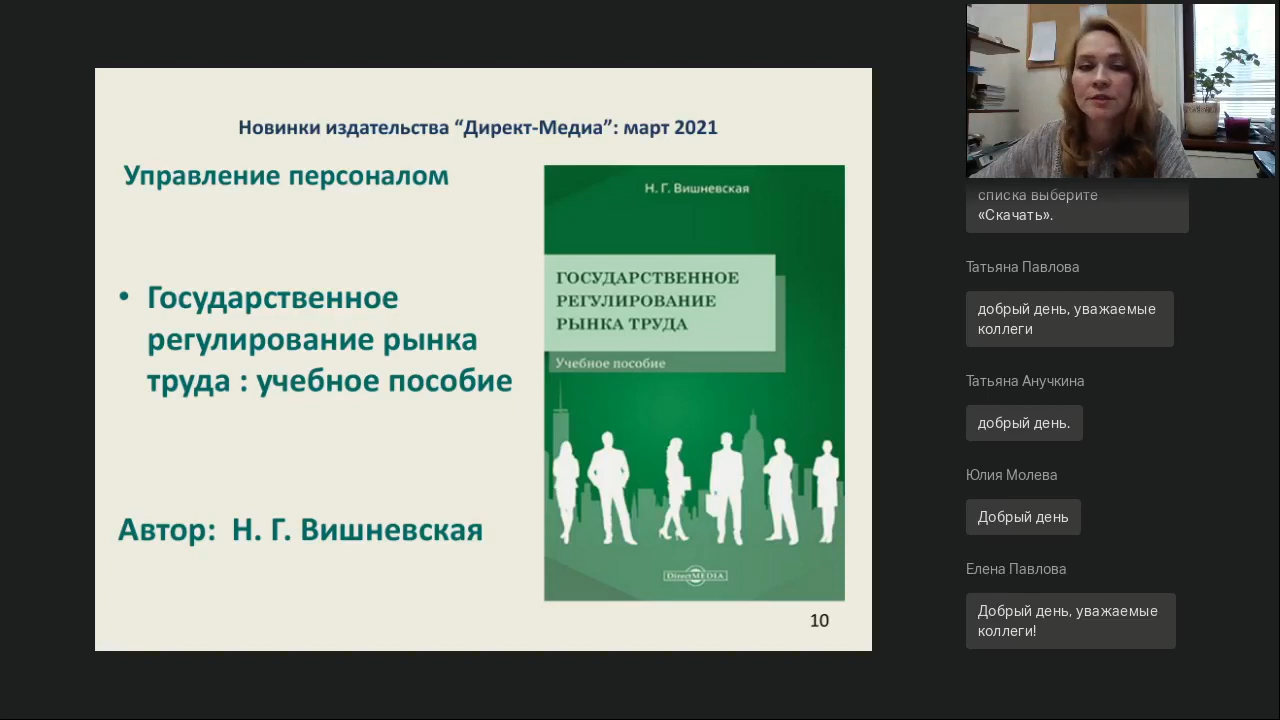 Новинки издательства “Директ-Медиа”: март 2021
Управление персоналом
• Государственное
регулирование рынка
труда : учебное пособие
Автор: Н. Г. Вишневская
Н. Г. Вишневская
ГОСУДАРСТВЕННОЕ
РЕГУЛИРОВАНИЕ
РЫНКА ТРУДА
Учебное пособие
DirectMEDIA
10
списка выберите
«Скачать».
Татьяна Павлова
добрый день, уважаемые
коллеги
Татьяна Анучкина
добрый день.
Юлия Молева
Добрый день
Елена Павлова
Добрый день, уважаемые
коллеги!